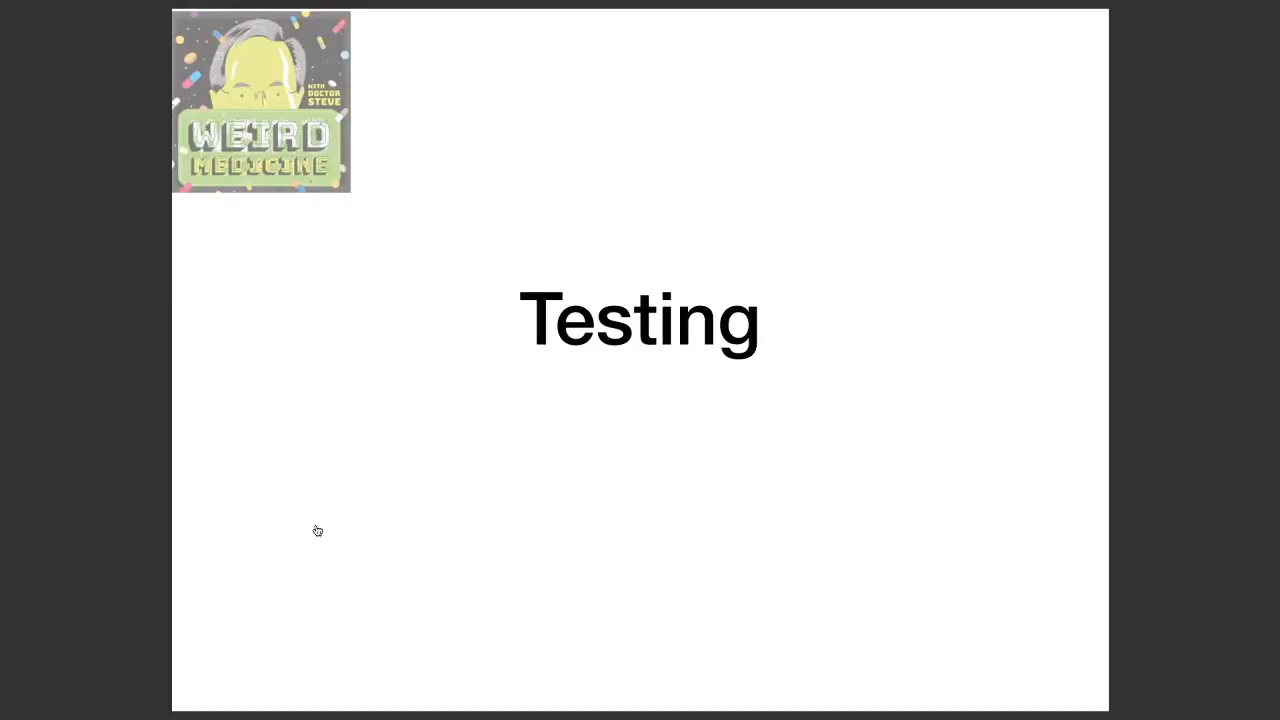 WITH
DOCTOR
STEVE
WEIRD
MEDICINE
Testing